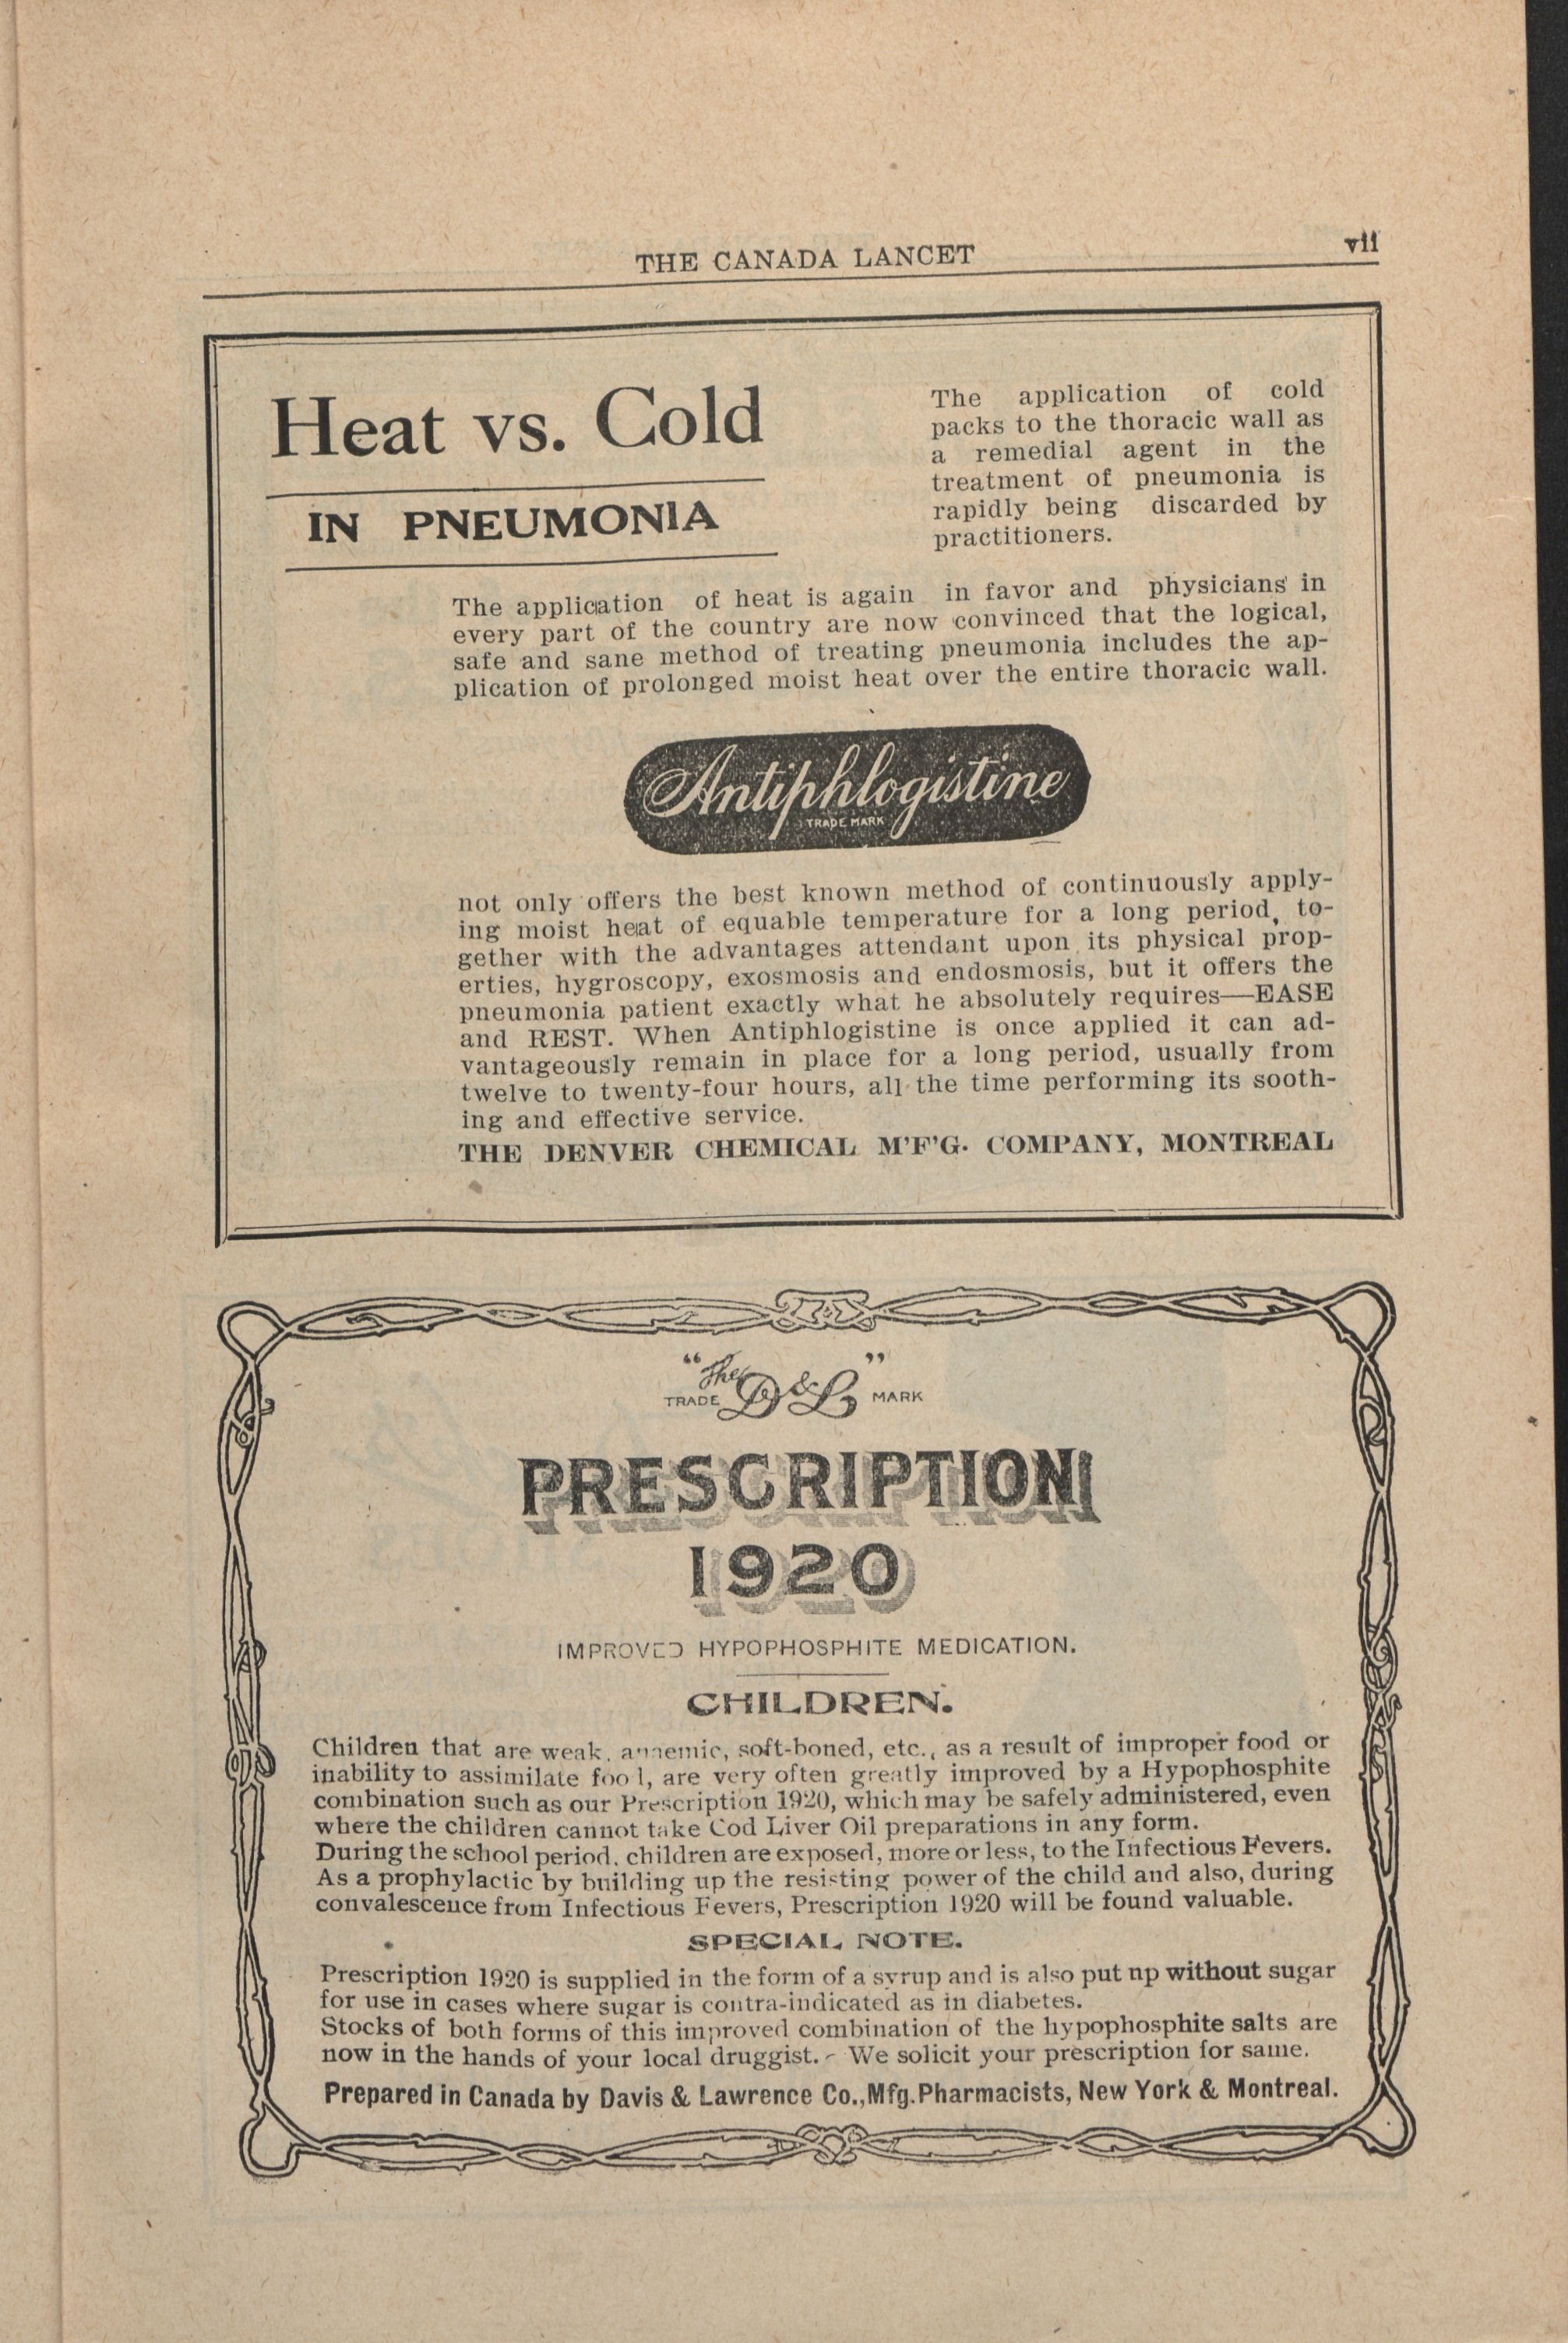 THE CANADA LANCET vii
Heat vs. Cold
IN PNEUMONIA
The application of cold
packs to the thoracic wall as
a remedial agent in the
treatment of pneumonia is
rapidly being discarded by
practitioners.
The application of heat is again in favor and physicians in
every part of the country are now convinced that the logical,
safe and sane method of treating pneumonia includes the ap-
plication of prolonged moist heat over the entire thoracic wall.
Antiphlogistine
TRADE MARK
not only offers the best known method of continuously apply-
ing moist heat of equable temperature for a long period, to-
gether with the advantages attendant upon its physical prop-
erties, hygroscopy, exosmosis and endosmosis, but it offers the
pneumonia patient exactly what he absolutely requires—EASE
and REST. When Antiphlogistine is once applied it can ad-
vantageously remain in place for a long period, usually from
twelve to twenty-four hours, all the time performing its sooth-
ing and effective service.
THE DENVER CHEMICAL M'F'G. COMPANY, MONTREAL
"The D & L"
TRADE MARK
PRESCRIPTION
1920
IMPROVED HYPOPHOSPHITE MEDICATION.
CHILDREN.
Children that are weak, anaemic, soft-boned, etc., as a result of improper food or
inability to assimilate food, are very often greatly improved by a Hypophosphite
combination such as our Prescription 1920, which may be safely administered, even
where the children cannot take Cod Liver Oil preparations in any form.
During the school period, children are exposed, more or less, to the Infectious Fevers.
As a prophylactic by building up the resisting power of the child and also, during
convalescence from Infectious Fevers, Prescription 1920 will be found valuable.
SPECIAL NOTE.
Prescription 1920 is supplied in the form of a syrup and is also put up without sugar
for use in cases where sugar is contra-indicated as in diabetes.
Stocks of both forms of this improved combination of the hypophosphite salts are
now in the hands of your local druggist. - We solicit your prescription for same.
Prepared in Canada by Davis & Lawrence Co., Mfg. Pharmacists, New York & Montreal.